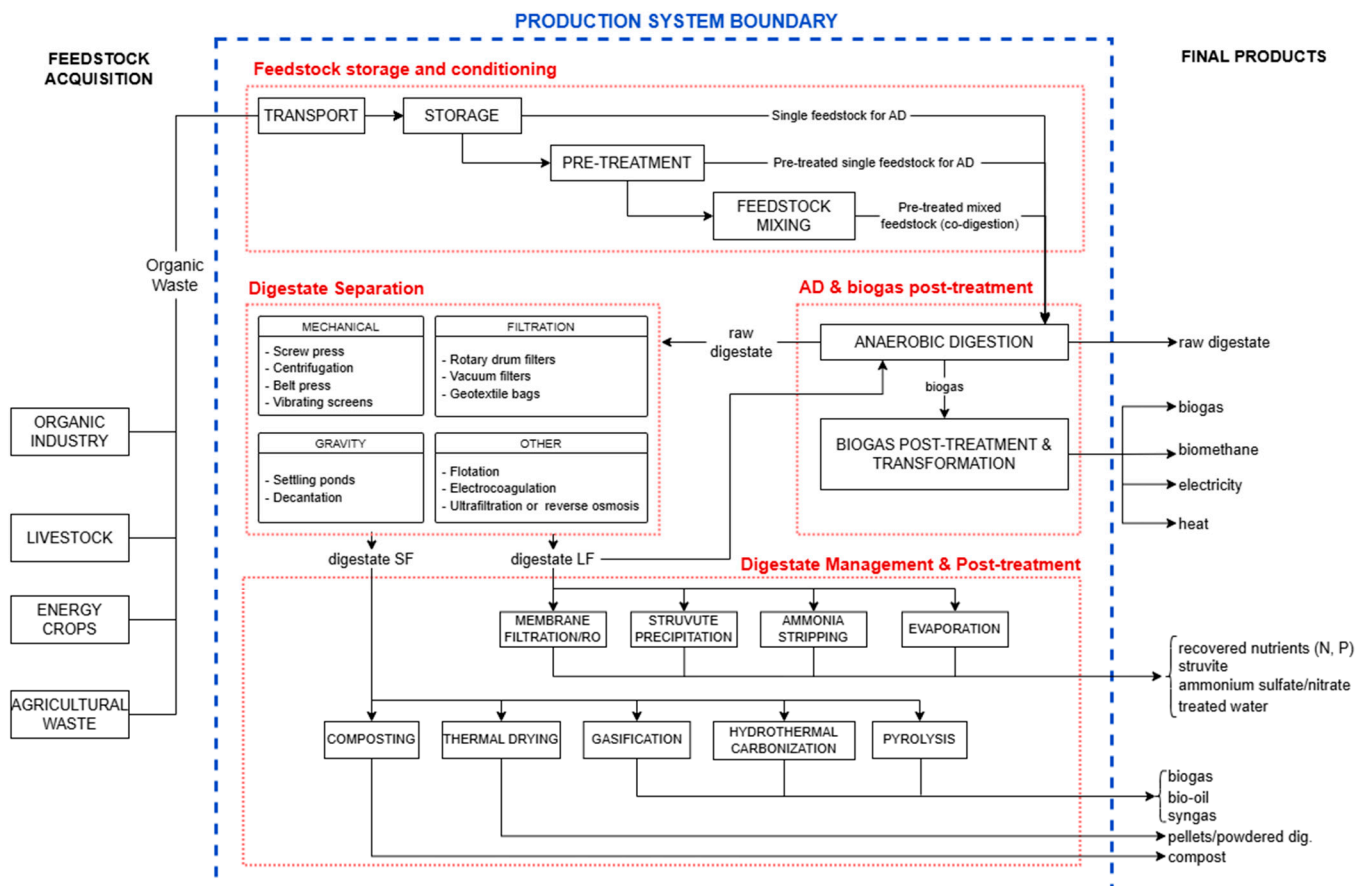 PRODUCTION SYSTEM BOUNDARY
FEEDSTOCK
ACQUISITION
FINAL PRODUCTS
Feedstock storage and conditioning
TRANSPORT
STORAGE
Single feedstock for AD
PRE-TREATMENT
Pre-treated single feedstock for AD
FEEDSTOCK
MIXING
Pre-treated mixed
feedstock (co-digestion)
Organic
Waste
Digestate Separation
MECHANICAL
- Screw press
- Centrifugation
- Belt press
- Vibrating screens
FILTRATION
- Rotary drum filters
- Vacuum filters
- Geotextile bags
GRAVITY
- Settling ponds
- Decantation
OTHER
- Flotation
- Electrocoagulation
- Ultrafiltration or reverse osmosis
raw
digestate
AD & biogas post-treatment
ANAEROBIC DIGESTION
biogas
BIOGAS POST-TREATMENT &
TRANSFORMATION
raw digestate
biogas
biomethane
electricity
heat
ORGANIC
INDUSTRY
LIVESTOCK
ENERGY
CROPS
AGRICULTURAL
WASTE
digestate SF
digestate LF
Digestate Management & Post-treatment
MEMBRANE
FILTRATION/RO
STRUVUTE
PRECIPITATION
AMMONIA
STRIPPING
EVAPORATION
recovered nutrients (N, P)
struvite
ammonium sulfate/nitrate
treated water
COMPOSTING
THERMAL DRYING
GASIFICATION
HYDROTHERMAL
CARBONIZATION
PYROLYSIS
biogas
bio-oil
syngas
pellets/powdered dig.
compost